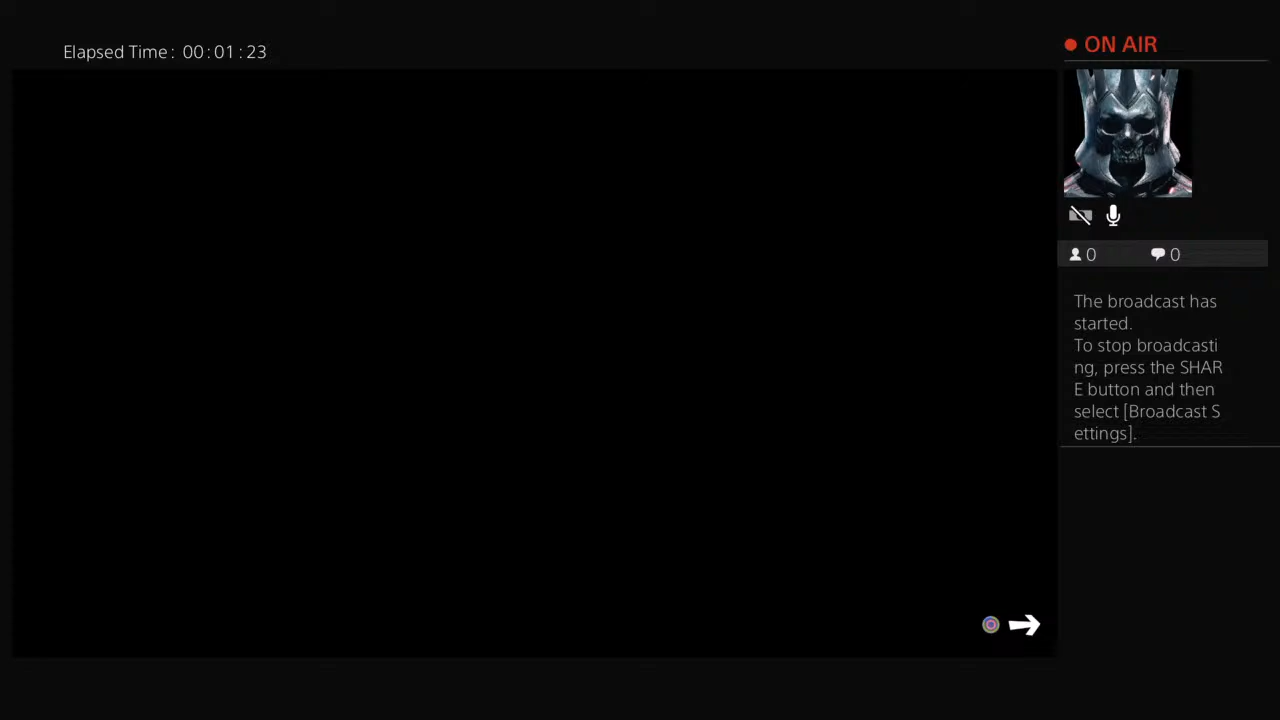 Elapsed Time: 00:01:23
ON AIR
0 0
The broadcast has
started.
To stop broadcasti
ng, press the SHAR
E button and then
select [Broadcast S
ettings].